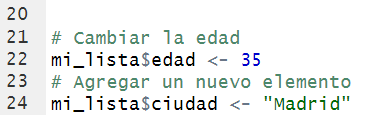 20
21 # Cambiar la edad
22 mi_lista$edad <- 35
23 # Agregar un nuevo elemento
24 mi_lista$ciudad <- "Madrid"